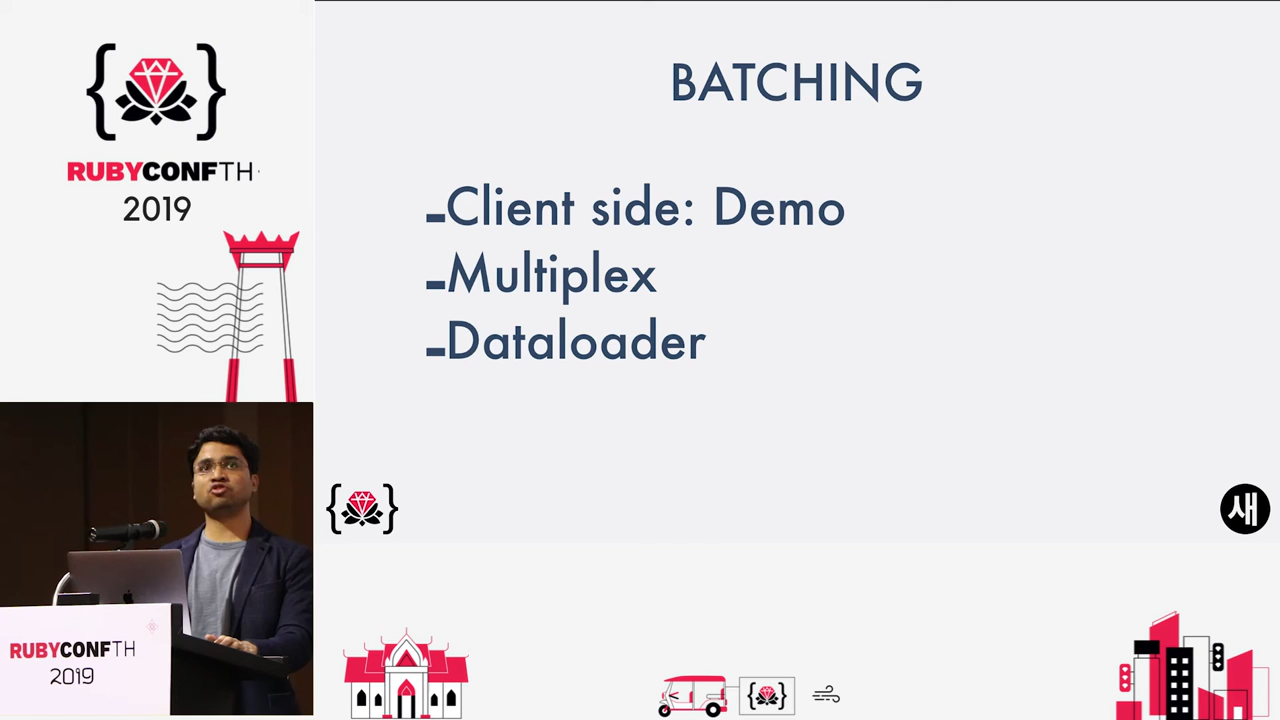 RUBYCONFTH
2019
BATCHING
-Client side: Demo
-Multiplex
-Dataloader
새
RUBYCONFTH
2019